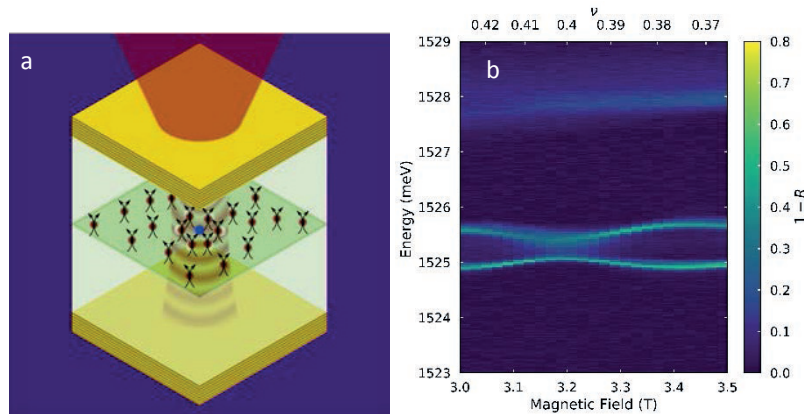 a
ν
0.42 0.41 0.4 0.39 0.38 0.37
b
1529
1528
1527
1526
1525
1524
1523
Energy (meV)
3.0 3.1 3.2 3.3 3.4 3.5
Magnetic Field (T)
0.8
0.7
0.6
0.5
0.4
0.3
0.2
0.1
0.0
1 − R